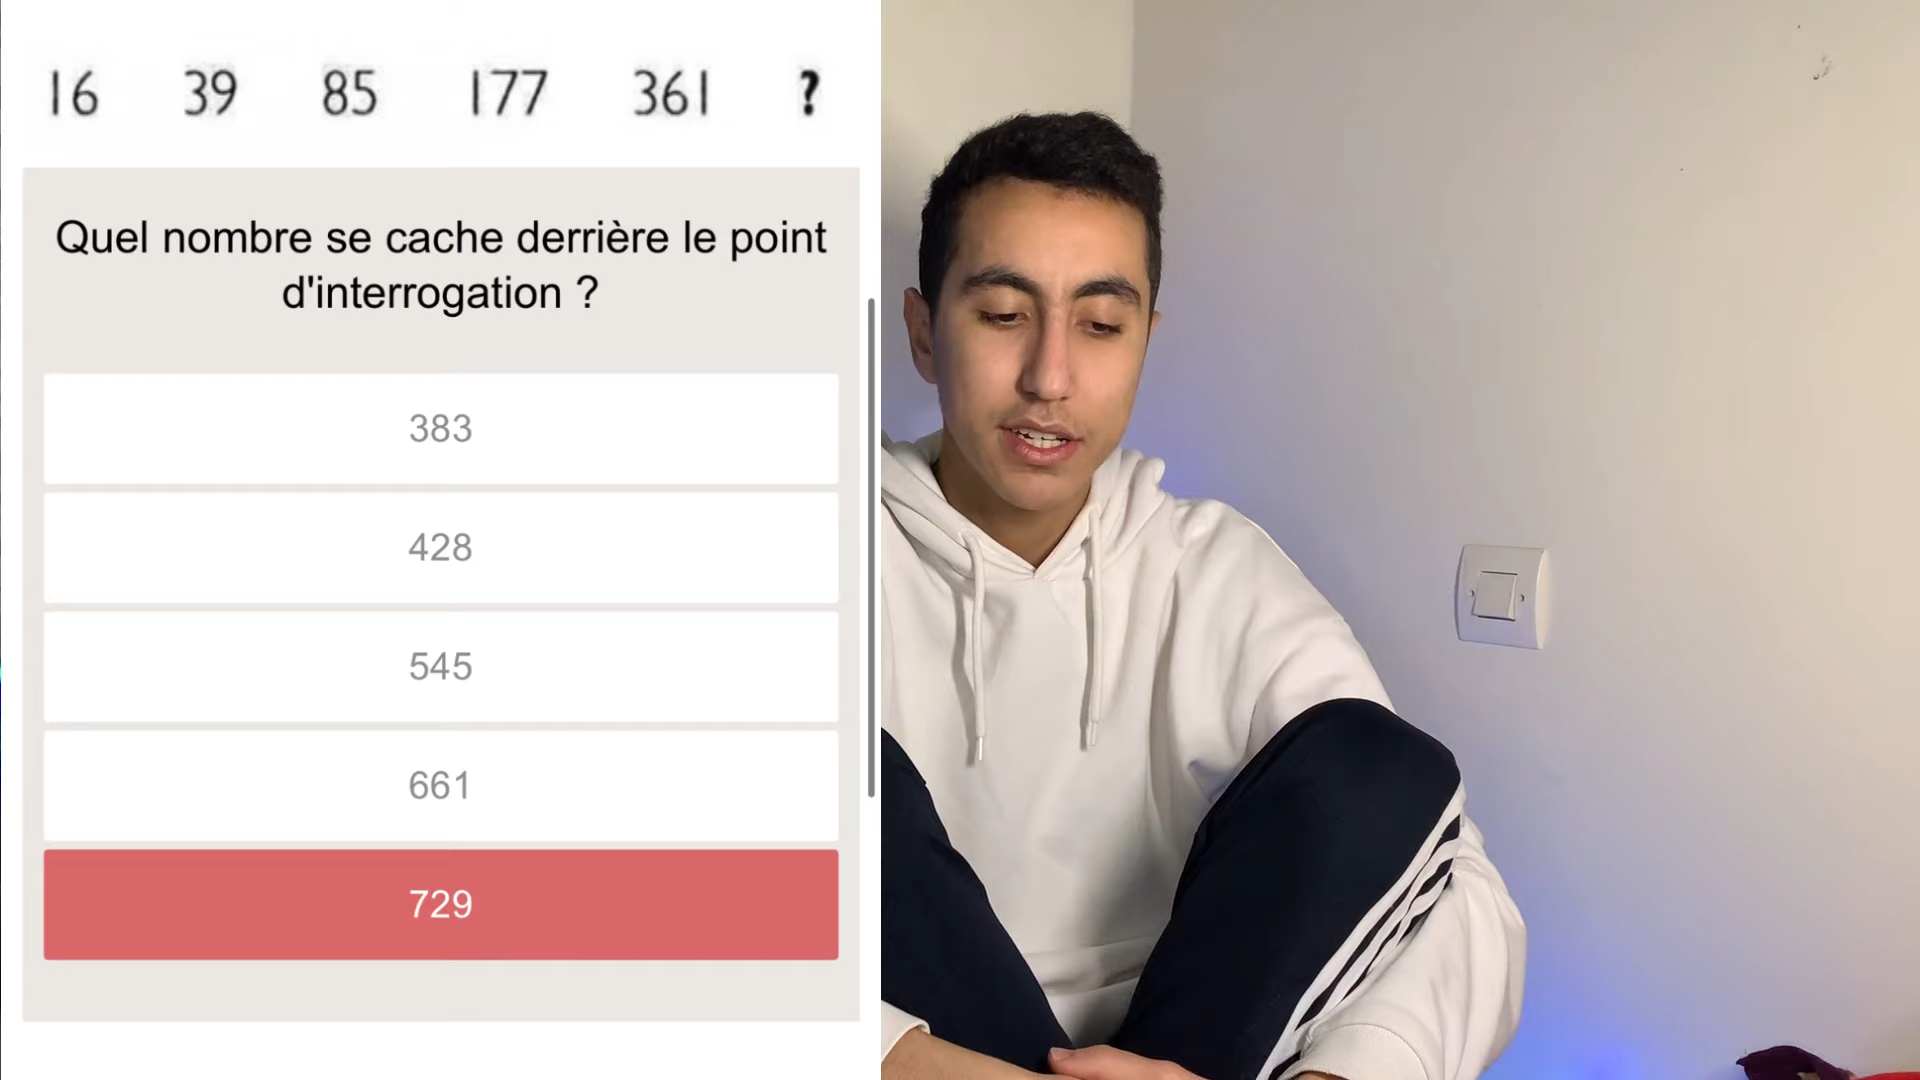 16 39 85 177 361 ?
Quel nombre se cache derrière le point
d'interrogation ?
383
428
545
661
729